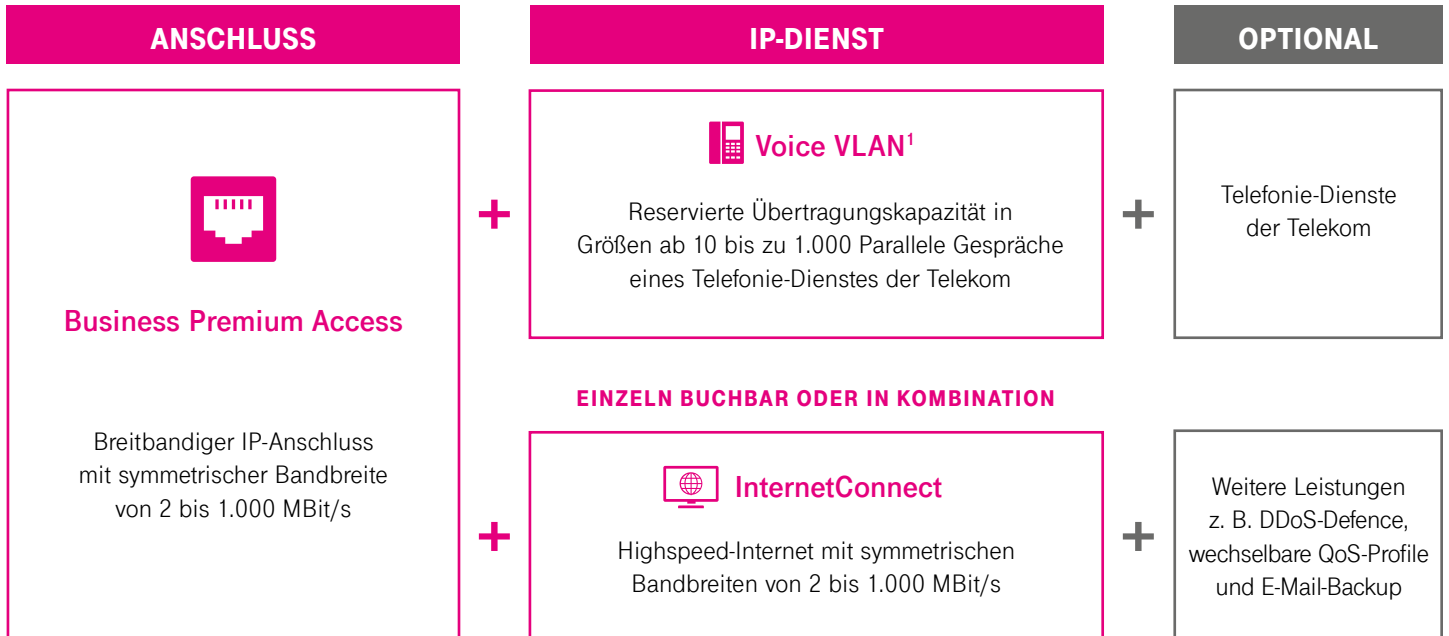 ANSCHLUSS
Business Premium Access
Breitbandiger IP-Anschluss
mit symmetrischer Bandbreite
von 2 bis 1.000 MBit/s
IP-DIENST
Voice VLAN¹
Reservierte Übertragungskapazität in
Größen ab 10 bis zu 1.000 Parallele Gespräche
eines Telefonie-Dienstes der Telekom
EINZELN BUCHBAR ODER IN KOMBINATION
InternetConnect
Highspeed-Internet mit symmetrischen
Bandbreiten von 2 bis 1.000 MBit/s
OPTIONAL
Telefonie-Dienste
der Telekom
Weitere Leistungen
z. B. DDoS-Defence,
wechselbare QoS-Profile
und E-Mail-Backup